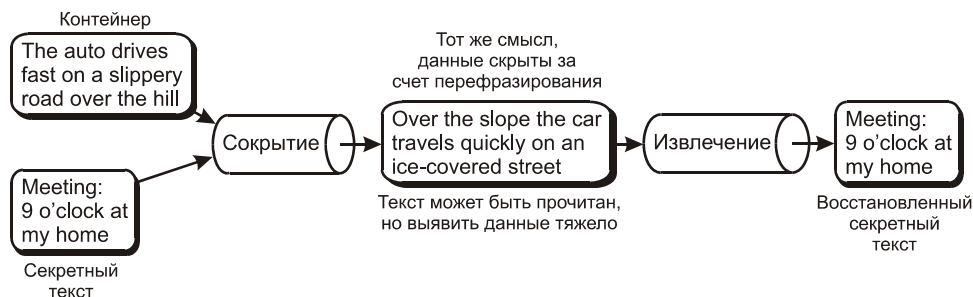 Контейнер
The auto drives
fast on a slippery
road over the hill
Meeting:
9 o'clock at
my home
Секретный
текст
Сокрытие
Тот же смысл,
данные скрыты за
счет перефразирования
Over the slope the car
travels quickly on an
ice-covered street
Текст может быть прочитан,
но выявить данные тяжело
Извлечение
Meeting:
9 o'clock at
my home
Восстановленный
секретный
текст